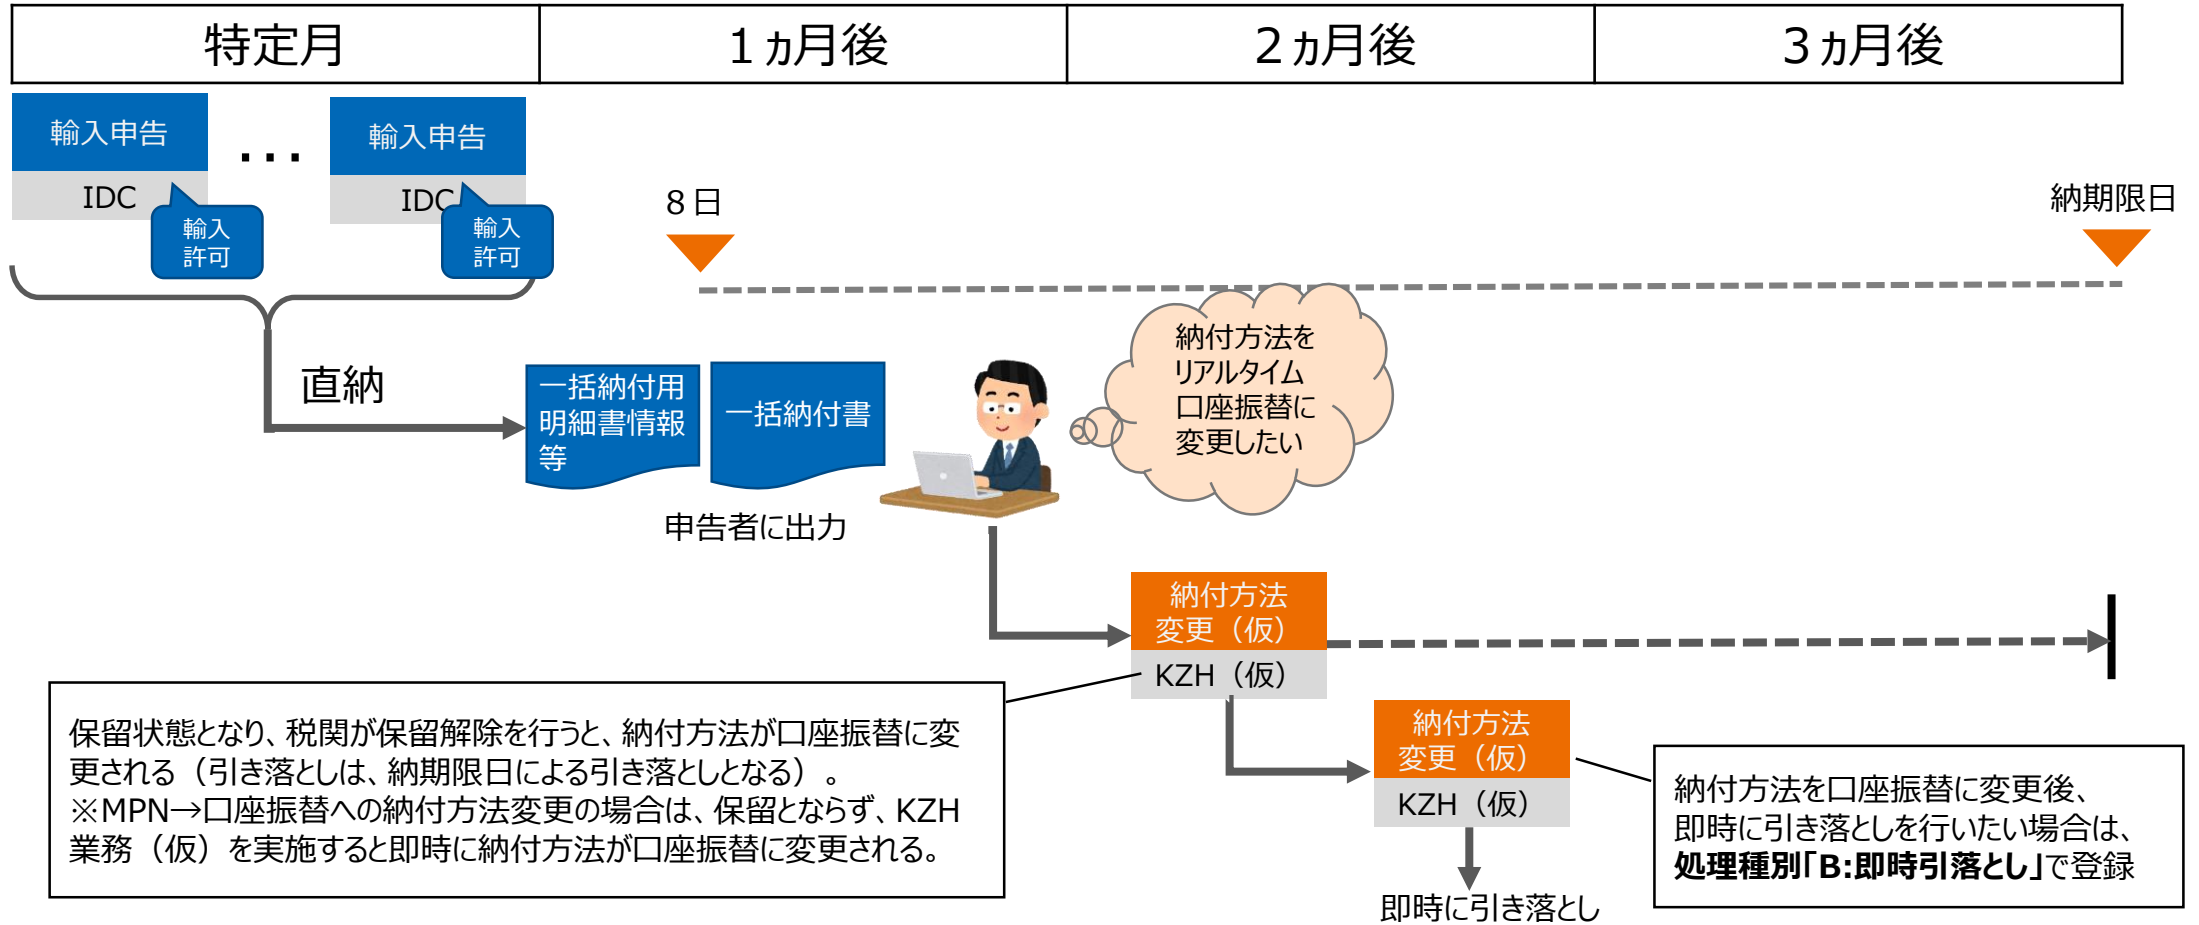 特定月
１ヵ月後
２ヵ月後
３ヵ月後
輸入申告
IDC
輸入
許可
…
輸入申告
IDC
輸入
許可
８日
納期限日
直納
一括納付用
明細書情報
等
一括納付書
申告者に出力
納付方法を
リアルタイム
口座振替に
変更したい
納付方法
変更（仮）
KZH（仮）
納付方法
変更（仮）
KZH（仮）
即時に引き落とし
保留状態となり、税関が保留解除を行うと、納付方法が口座振替に変
更される（引き落としは、納期限日による引き落としとなる）。
※MPN→口座振替への納付方法変更の場合は、保留とならず、KZH
業務（仮）を実施すると即時に納付方法が口座振替に変更される。
納付方法を口座振替に変更後、
即時に引き落としを行いたい場合は、
処理種別「B:即時引落とし」で登録